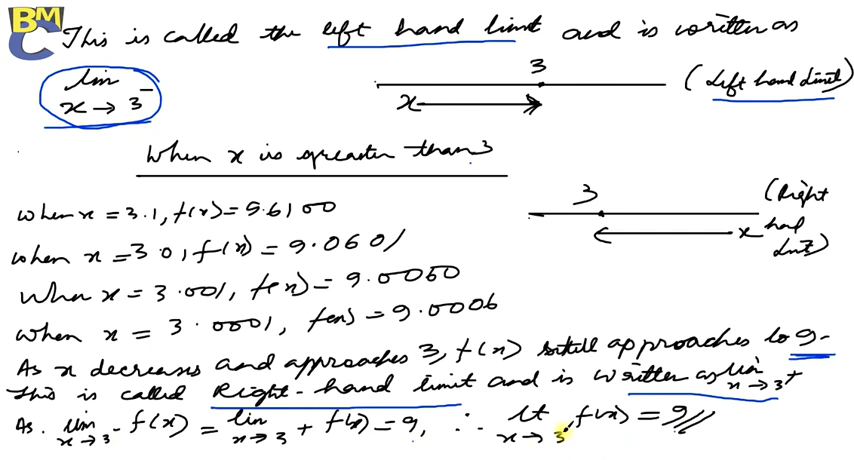 BMC
This is called the left hand limit and is written as
lim x → 3⁻
3
x
(Left hand limit)
When x is greater than 3
when x = 3.1, f(x) = 9.6100
3
(Right hand limit)
x
when x = 3.01, f(x) = 9.0601
when x = 3.001, f(x) = 9.0060
when x = 3.0001, f(x) = 9.0006
As x decreases and approaches 3, f(x) still approaches to 9.
This is called Right-hand limit and is written as lim x → 3⁺
As lim x→3 - f(x) = lim x→3 + f(x) = 9, ∴ lt x→3 f(x) = 9//